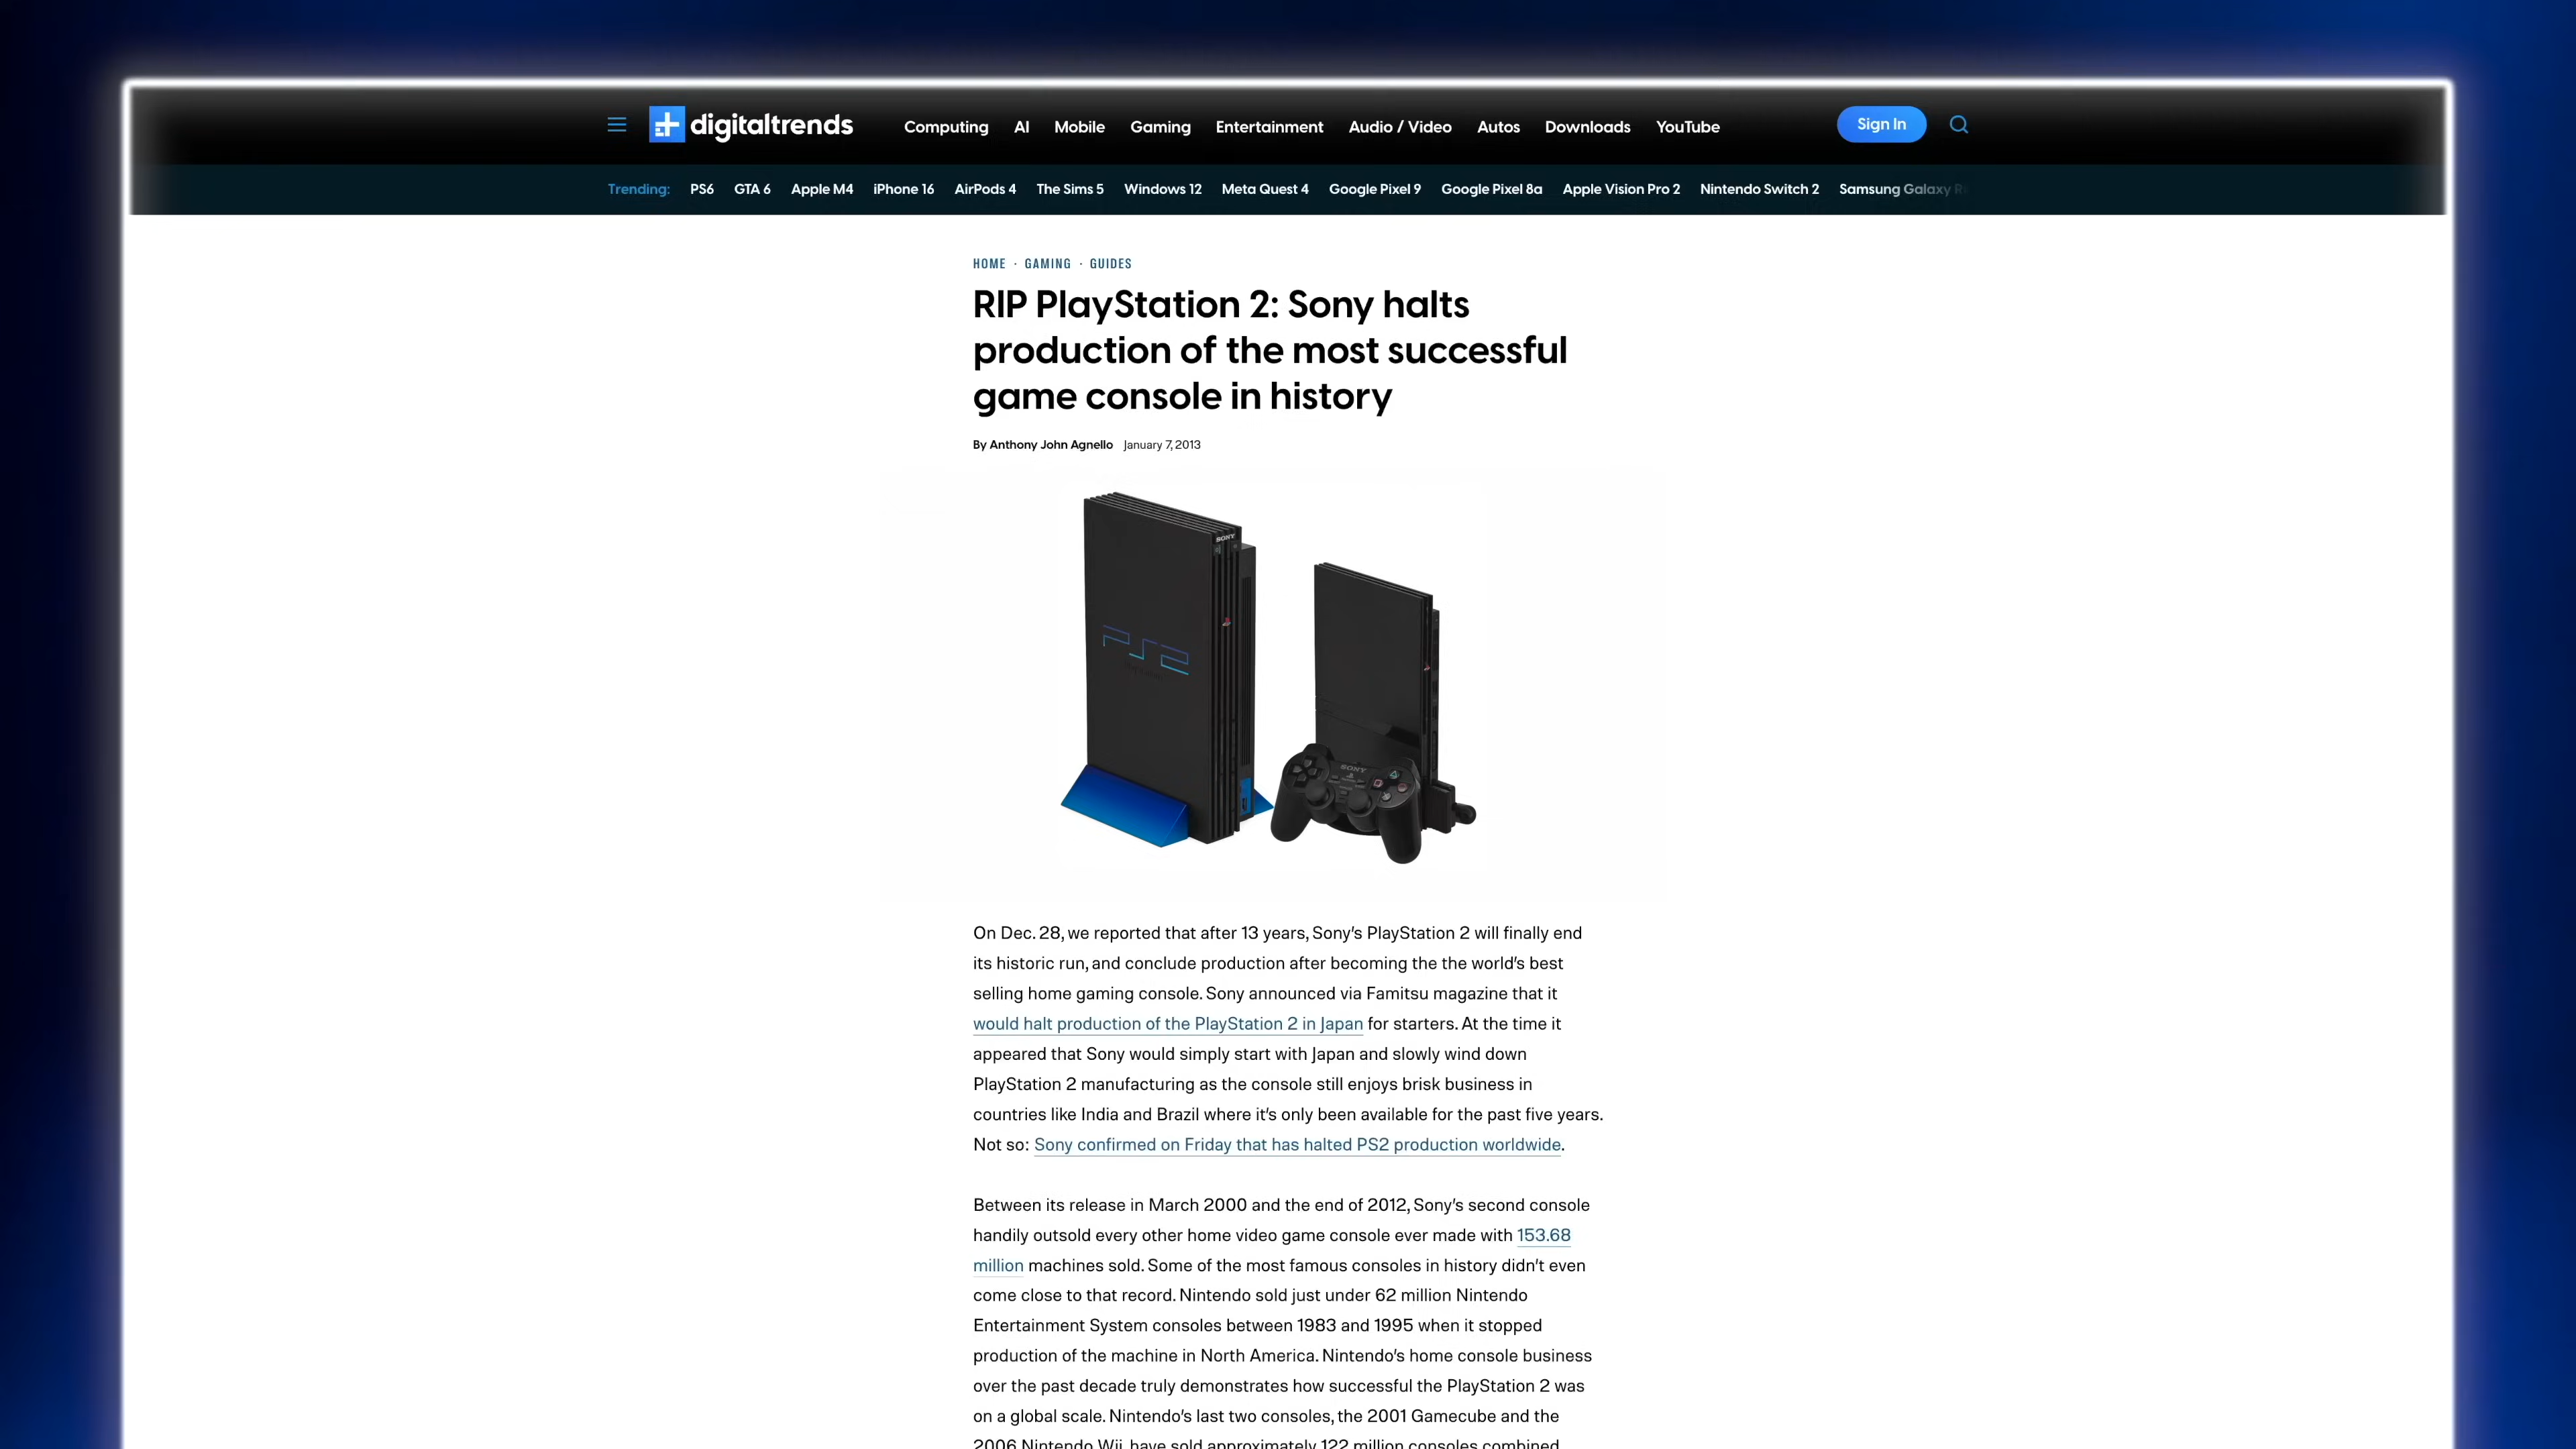 digitaltrends
Computing AI Mobile Gaming Entertainment Audio / Video Autos Downloads YouTube
Sign In
Trending: PS6 GTA 6 Apple M4 iPhone 16 AirPods 4 The Sims 5 Windows 12 Meta Quest 4 Google Pixel 9 Google Pixel 8a Apple Vision Pro 2 Nintendo Switch 2 Samsung Galaxy
HOME · GAMING · GUIDES
RIP PlayStation 2: Sony halts
production of the most successful
game console in history
By Anthony John Agnello January 7, 2013
SONY
PS2
SONY
On Dec. 28, we reported that after 13 years, Sony's PlayStation 2 will finally end
its historic run, and conclude production after becoming the the world's best
selling home gaming console. Sony announced via Famitsu magazine that it
would halt production of the PlayStation 2 in Japan for starters. At the time it
appeared that Sony would simply start with Japan and slowly wind down
PlayStation 2 manufacturing as the console still enjoys brisk business in
countries like India and Brazil where it's only been available for the past five years.
Not so: Sony confirmed on Friday that has halted PS2 production worldwide.
Between its release in March 2000 and the end of 2012, Sony's second console
handily outsold every other home video game console ever made with 153.68
million machines sold. Some of the most famous consoles in history didn't even
come close to that record. Nintendo sold just under 62 million Nintendo
Entertainment System consoles between 1983 and 1995 when it stopped
production of the machine in North America. Nintendo's home console business
over the past decade truly demonstrates how successful the PlayStation 2 was
on a global scale. Nintendo's last two consoles, the 2001 Gamecube and the
2006 Nintendo Wii, have sold approximately 122 million consoles combined